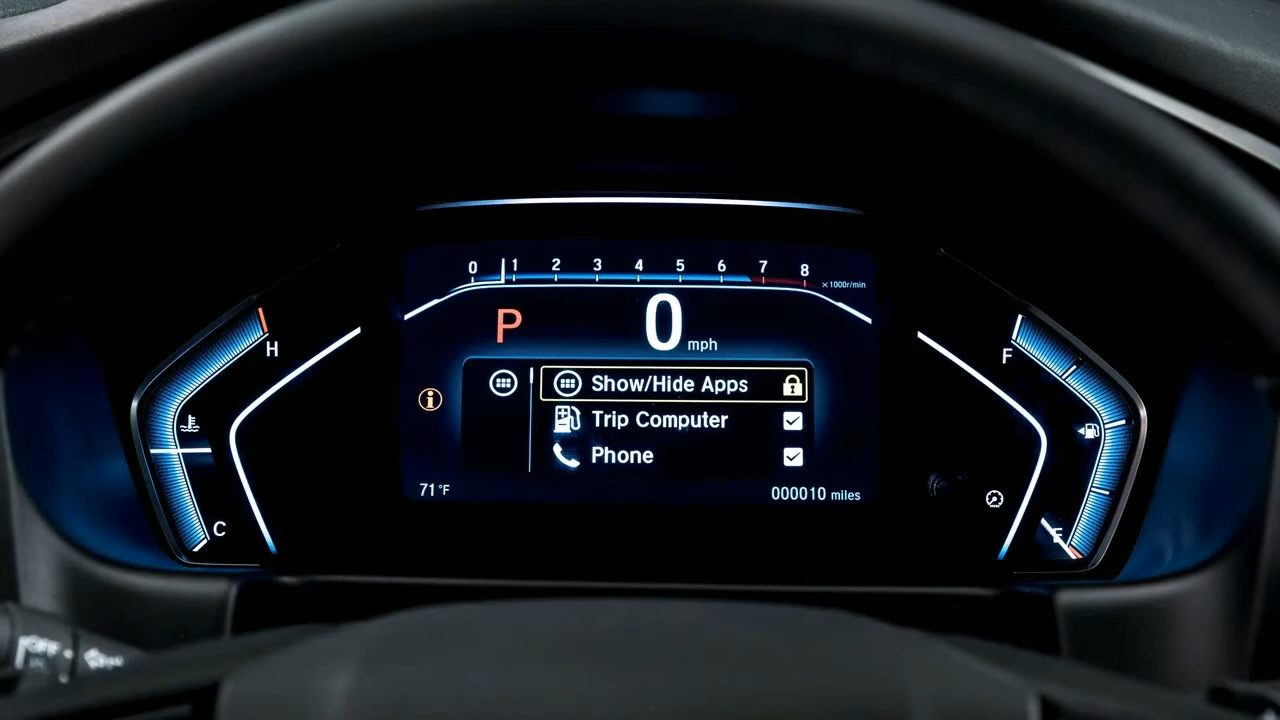 0 1 2 3 4 5 6 7 8
×1000r/min
P 0 mph
H
F
Show/Hide Apps
Trip Computer
Phone
C
E
71°F
000010 miles
OFF